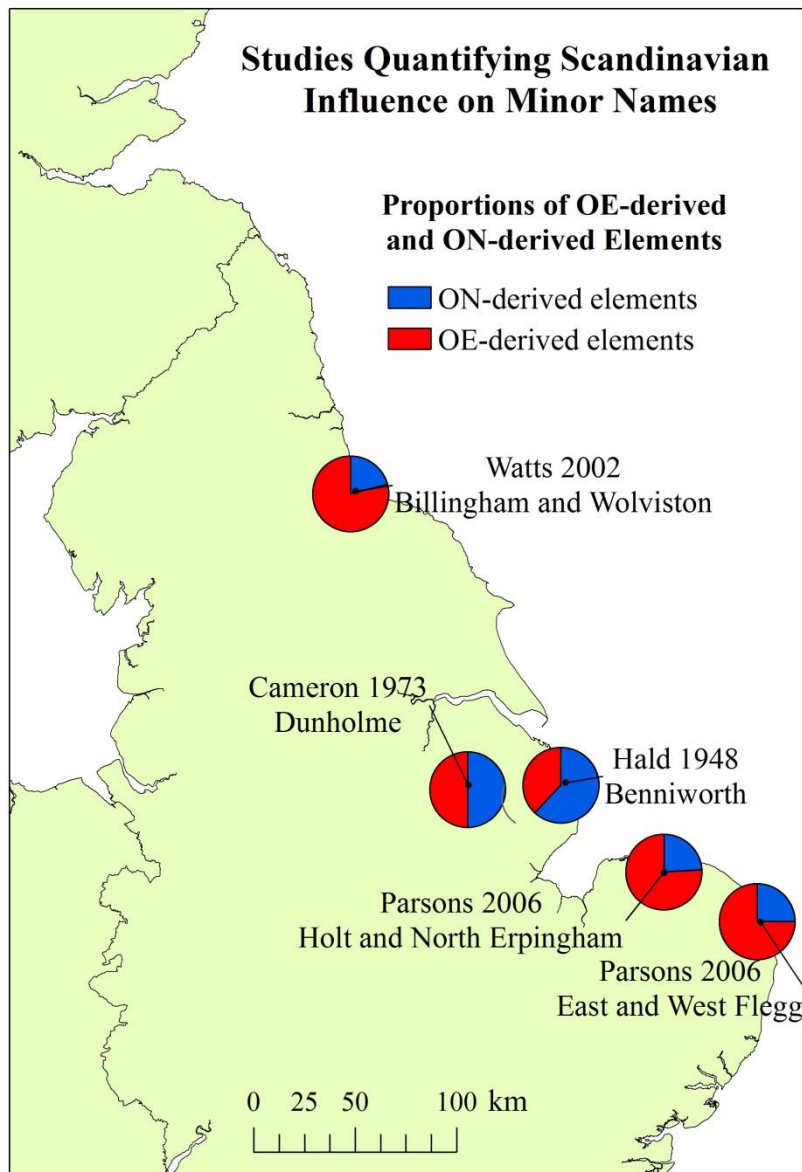 Studies Quantifying Scandinavian
Influence on Minor Names
Proportions of OE-derived
and ON-derived Elements
ON-derived elements
OE-derived elements
Watts 2002
Billingham and Wolviston
Cameron 1973
Dunholme
Hald 1948
Benniworth
Parsons 2006
Holt and North Erpingham
Parsons 2006
East and West Flegg
0 25 50 100 km